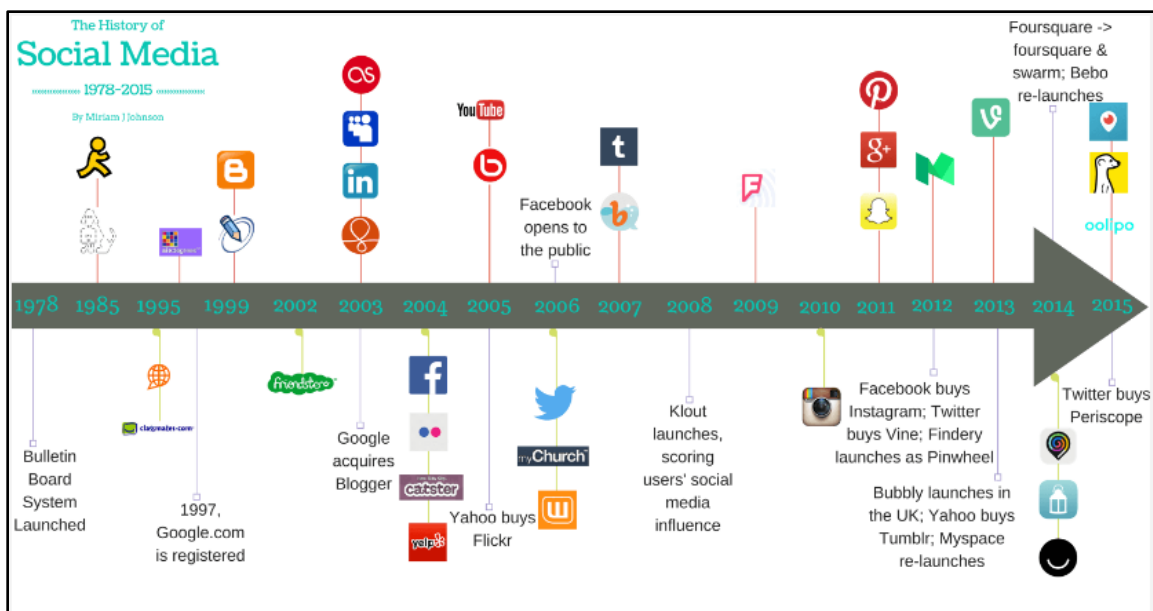 The History of
Social Media
1978-2015
By Miriam J Johnson
Foursquare ->
foursquare &
swarm; Bebo
re-launches
You Tube
in
t
g+
Facebook
opens to
the public
oolipo
1978 1985 1995 1999 2002 2003 2004 2005 2006 2007 2008 2009 2010 2011 2012 2013 2014 2015
Bulletin
Board
System
Launched
classmates.com
1997,
Google.com
is registered
friendster
Google
acquires
Blogger
f
catster
yelp
Yahoo buys
Flickr
myChurch
Klout
launches,
scoring
users' social
media
influence
Facebook buys
Instagram; Twitter
buys Vine; Findery
launches as Pinwheel
Bubbly launches in
the UK; Yahoo buys
Tumblr; Myspace
re-launches
Twitter buys
Periscope